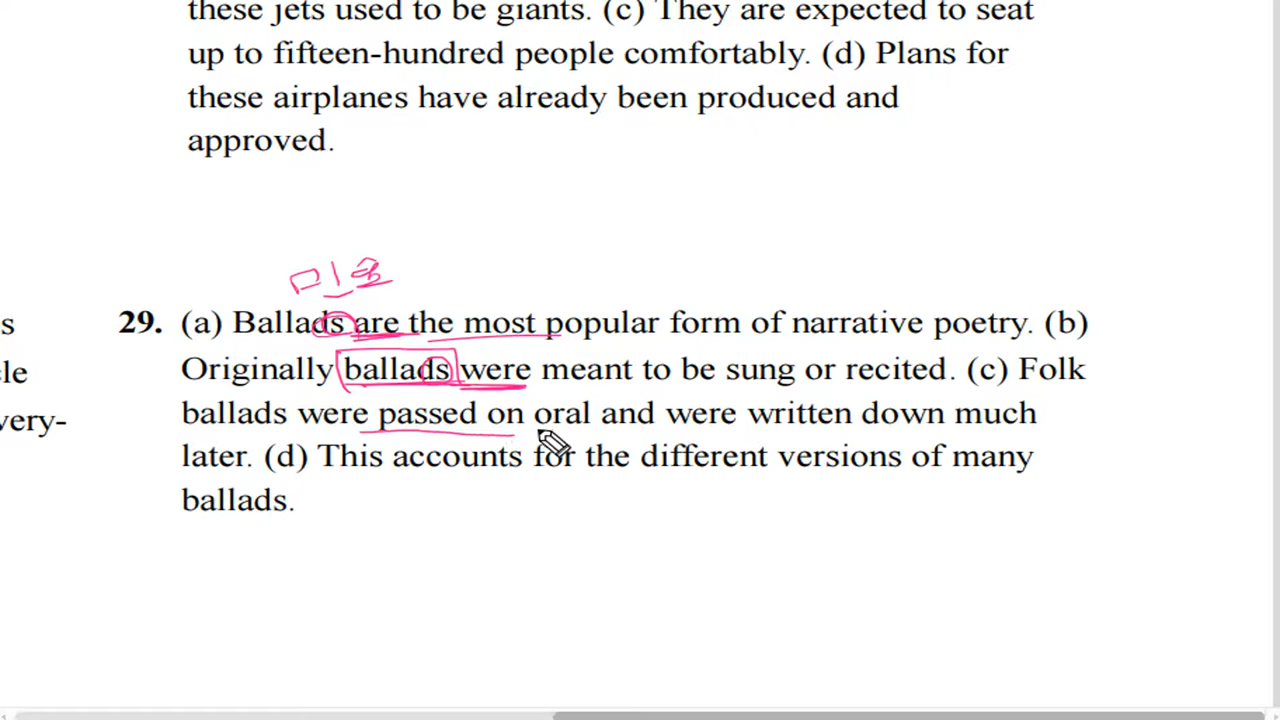 these jets used to be giants. (c) They are expected to seat
up to fifteen-hundred people comfortably. (d) Plans for
these airplanes have already been produced and
approved.
민요
29. (a) Ballads are the most popular form of narrative poetry. (b)
s
Originally ballads were meant to be sung or recited. (c) Folk
cle
ballads were passed on oral and were written down much
very-
later. (d) This accounts for the different versions of many
ballads.